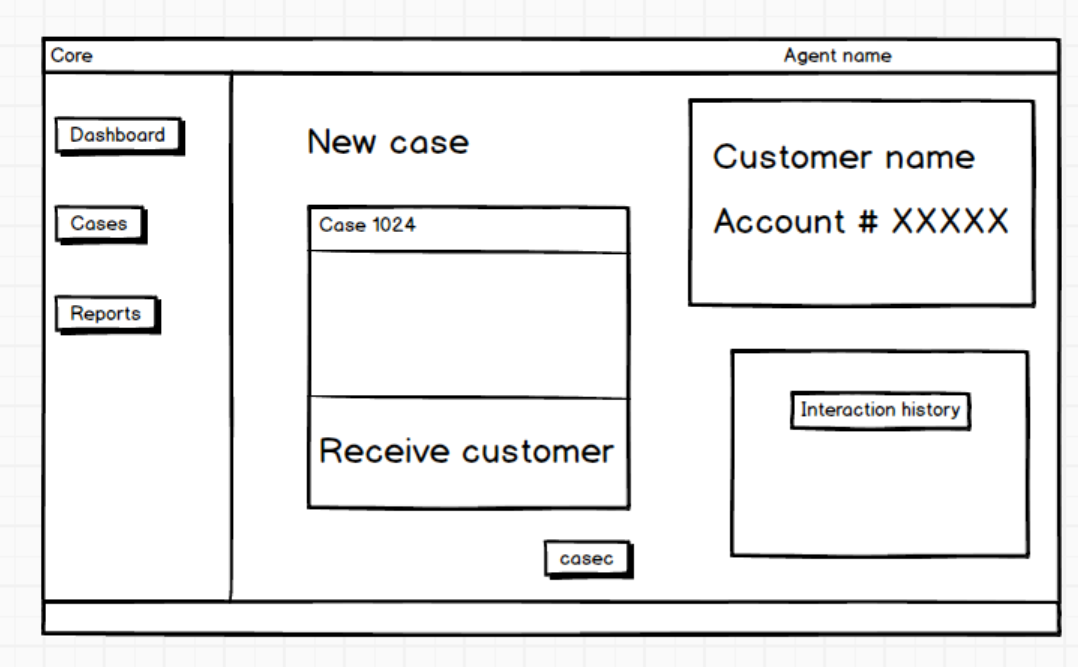 Core
Agent name
Dashboard
Cases
Reports
New case
Case 1024
Receive customer
casec
Customer name
Account # XXXXX
Interaction history